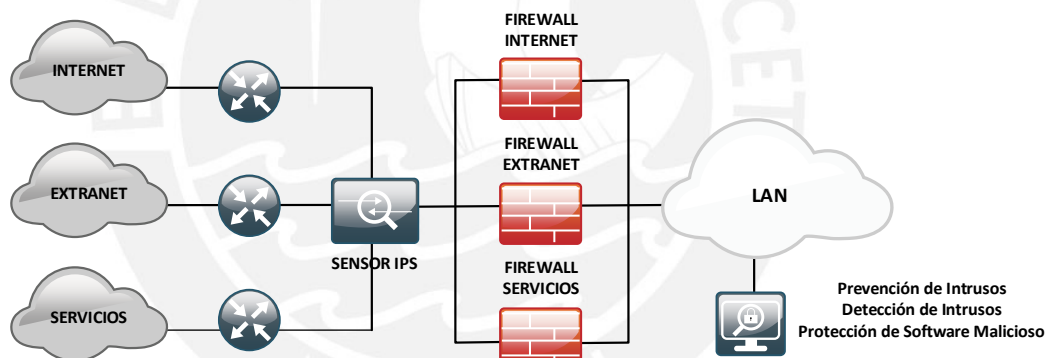 FIREWALL
INTERNET
INTERNET
FIREWALL
EXTRANET
EXTRANET
LAN
SENSOR IPS
FIREWALL
SERVICIOS
SERVICIOS
Prevención de Intrusos
Detección de Intrusos
Protección de Software Malicioso